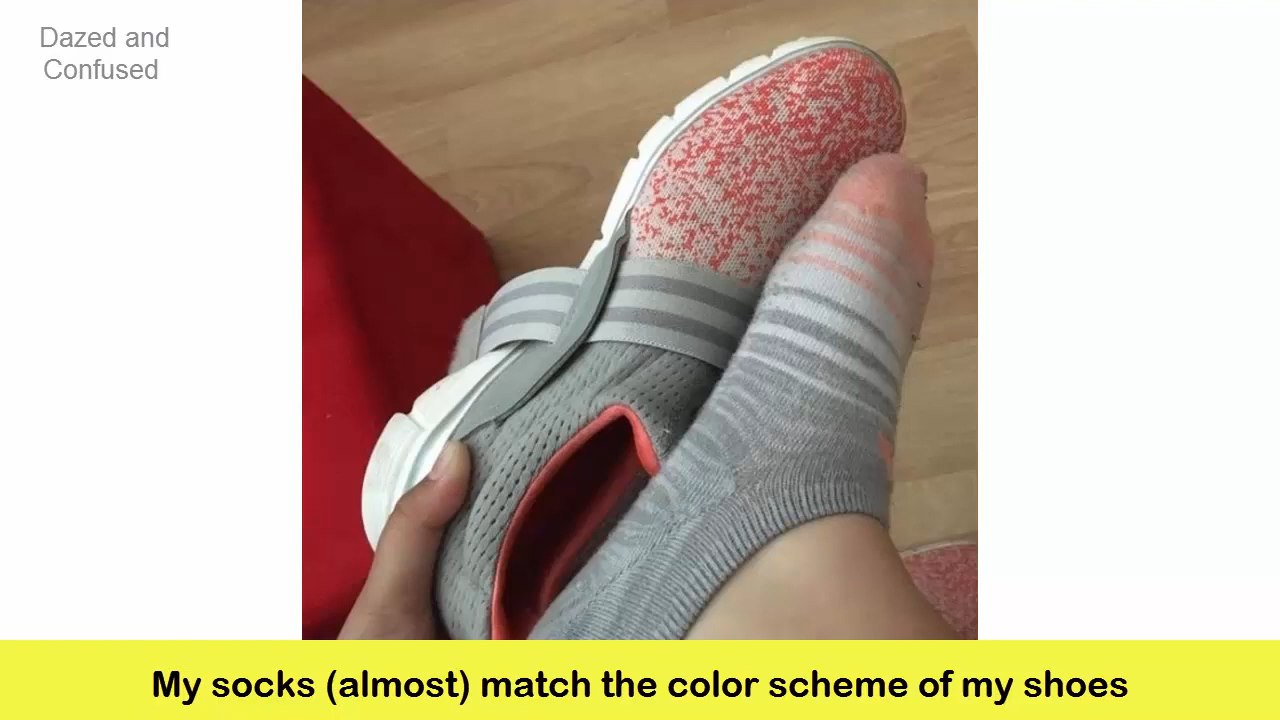 Dazed and
Confused
My socks (almost) match the color scheme of my shoes